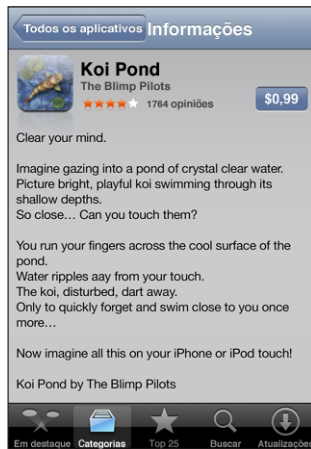 Todos os aplicativos Informações
Koi Pond
The Blimp Pilots
1764 opiniões $0,99
Clear your mind.
Imagine gazing into a pond of crystal clear water.
Picture bright, playful koi swimming through its
shallow depths.
So close… Can you touch them?
You run your fingers across the cool surface of the
pond.
Water ripples aay from your touch.
The koi, disturbed, dart away.
Only to quickly forget and swim close to you once
more…
Now imagine all this on your iPhone or iPod touch!
Koi Pond by The Blimp Pilots
Em destaque Categorias Top 25 Buscar Atualizações